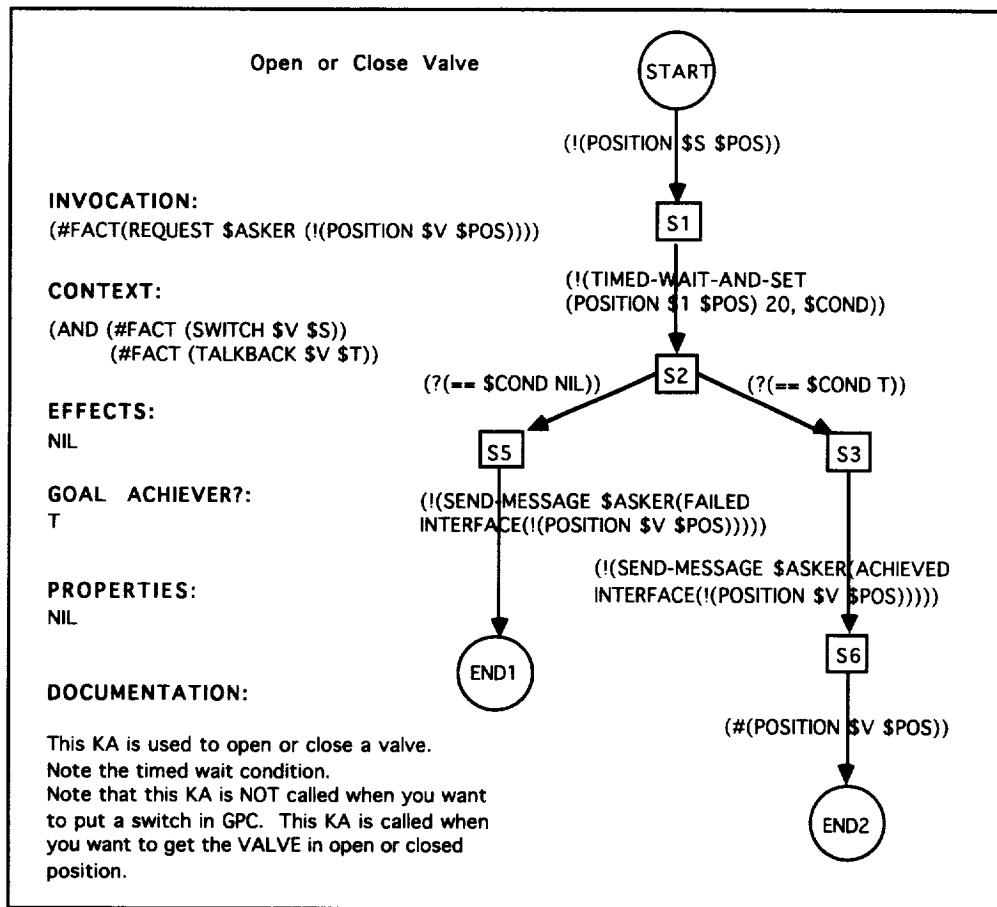 Open or Close Valve
START
(!(POSITION $S $POS))
INVOCATION:
(#FACT(REQUEST $ASKER (!(POSITION $V $POS))))
S1
CONTEXT:
(AND (#FACT (SWITCH $V $S))
(#FACT (TALKBACK $V $T))
(!(TIMED-WAIT-AND-SET
(POSITION $1 $POS) 20, $COND))
S2
(?(== $COND NIL))
(?(== $COND T))
EFFECTS:
NIL
S5
S3
GOAL ACHIEVER?:
T
(!(SEND-MESSAGE $ASKER(FAILED
INTERFACE(!(POSITION $V $POS)))))
PROPERTIES:
NIL
(!(SEND-MESSAGE $ASKER(ACHIEVED
INTERFACE(!(POSITION $V $POS)))))
S6
END1
DOCUMENTATION:
(#(POSITION $V $POS))
This KA is used to open or close a valve.
Note the timed wait condition.
Note that this KA is NOT called when you want
to put a switch in GPC. This KA is called when
you want to get the VALVE in open or closed
position.
END2